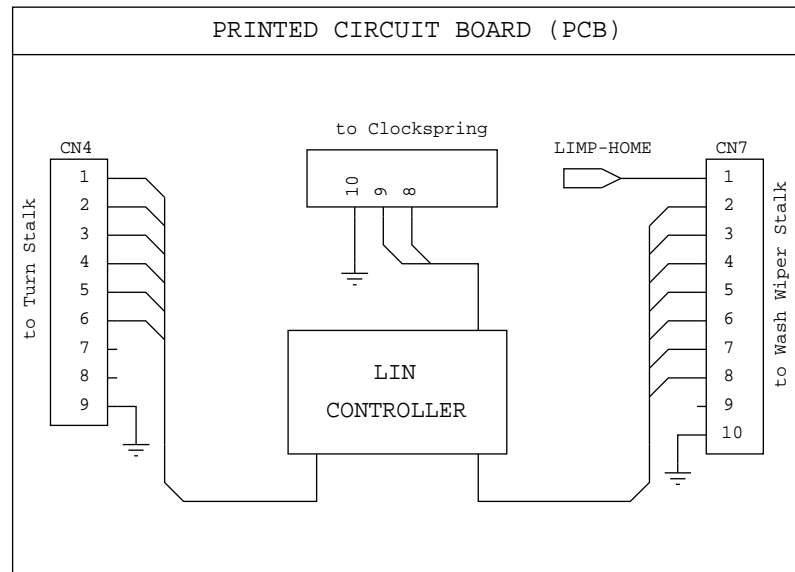 PRINTED CIRCUIT BOARD (PCB)
to Clockspring
10
9
8
CN4
1
2
3
4
5
6
7
8
9
to Turn Stalk
LIN
CONTROLLER
LIMP-HOME
CN7
1
2
3
4
5
6
7
8
9
10
to Wash Wiper Stalk